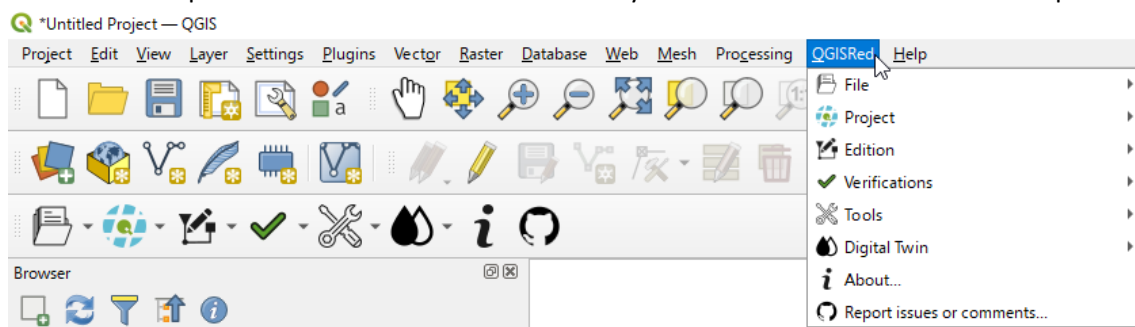 *Untitled Project — QGIS
Project Edit View Layer Settings Plugins Vector Raster Database Web Mesh Processing QGISRed Help
File
Project
Edition
Verifications
Tools
Digital Twin
About...
Report issues or comments...
a
1:
Browser